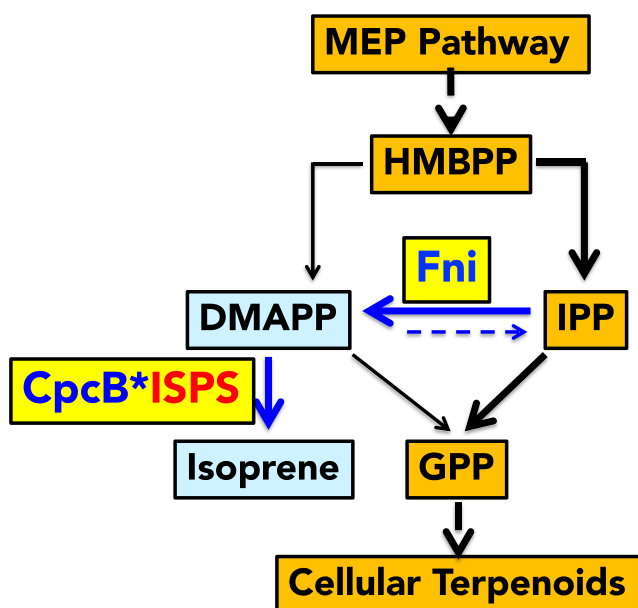 MEP Pathway
HMBPP
Fni
DMAPP
IPP
CpcB*ISPS
Isoprene
GPP
Cellular Terpenoids